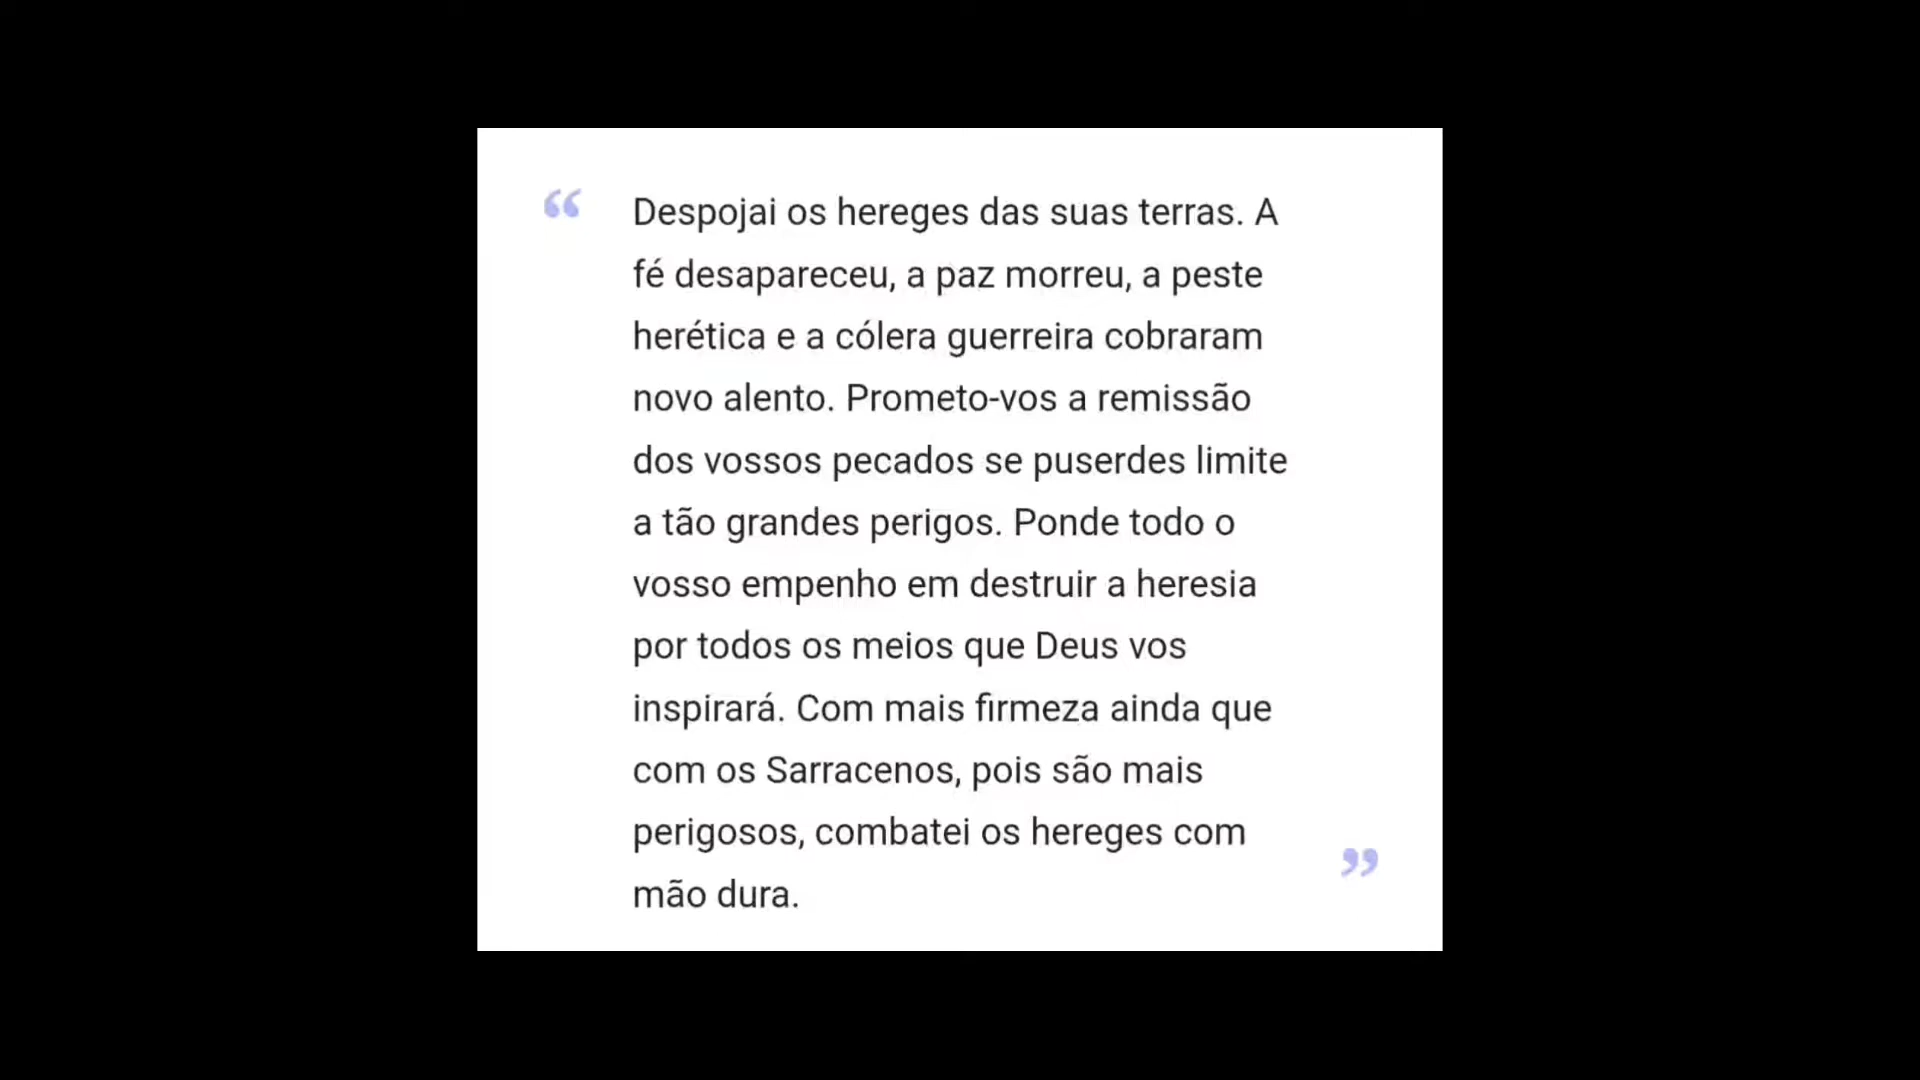 “ Despojai os hereges das suas terras. A
fé desapareceu, a paz morreu, a peste
herética e a cólera guerreira cobraram
novo alento. Prometo-vos a remissão
dos vossos pecados se puserdes limite
a tão grandes perigos. Ponde todo o
vosso empenho em destruir a heresia
por todos os meios que Deus vos
inspirará. Com mais firmeza ainda que
com os Sarracenos, pois são mais
perigosos, combatei os hereges com
mão dura. ”